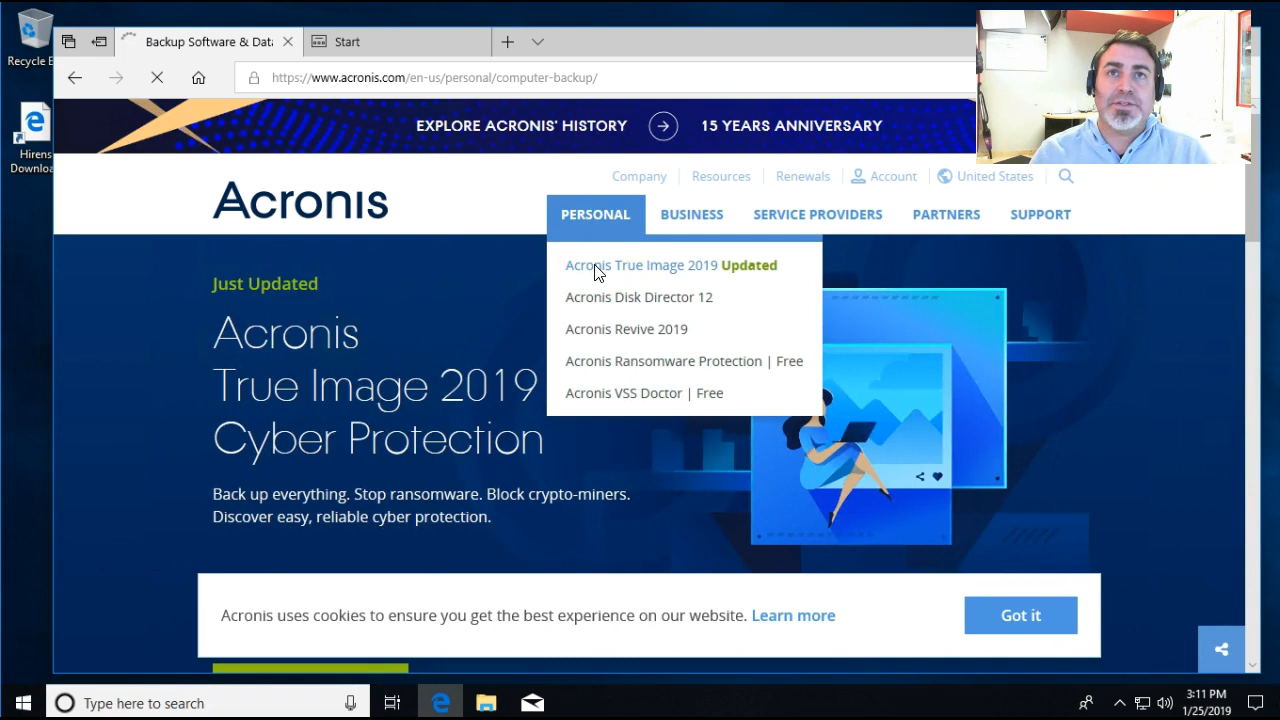 Recycle
Hirens
Backup Software & Dat
Start
https://www.acronis.com/en-us/personal/computer-backup/
EXPLORE ACRONIS' HISTORY
15 YEARS ANNIVERSARY
Company
Resources
Renewals
Account
United States
Acronis
PERSONAL
BUSINESS
SERVICE PROVIDERS
PARTNERS
SUPPORT
Acronis True Image 2019 Updated
Acronis Disk Director 12
Acronis Revive 2019
Acronis Ransomware Protection | Free
Acronis VSS Doctor | Free
Just Updated
Acronis
True Image 2019
Cyber Protection
Back up everything. Stop ransomware. Block crypto-miners.
Discover easy, reliable cyber protection.
Acronis uses cookies to ensure you get the best experience on our website. Learn more
Got it
Type here to search
3:11 PM
1/25/2019